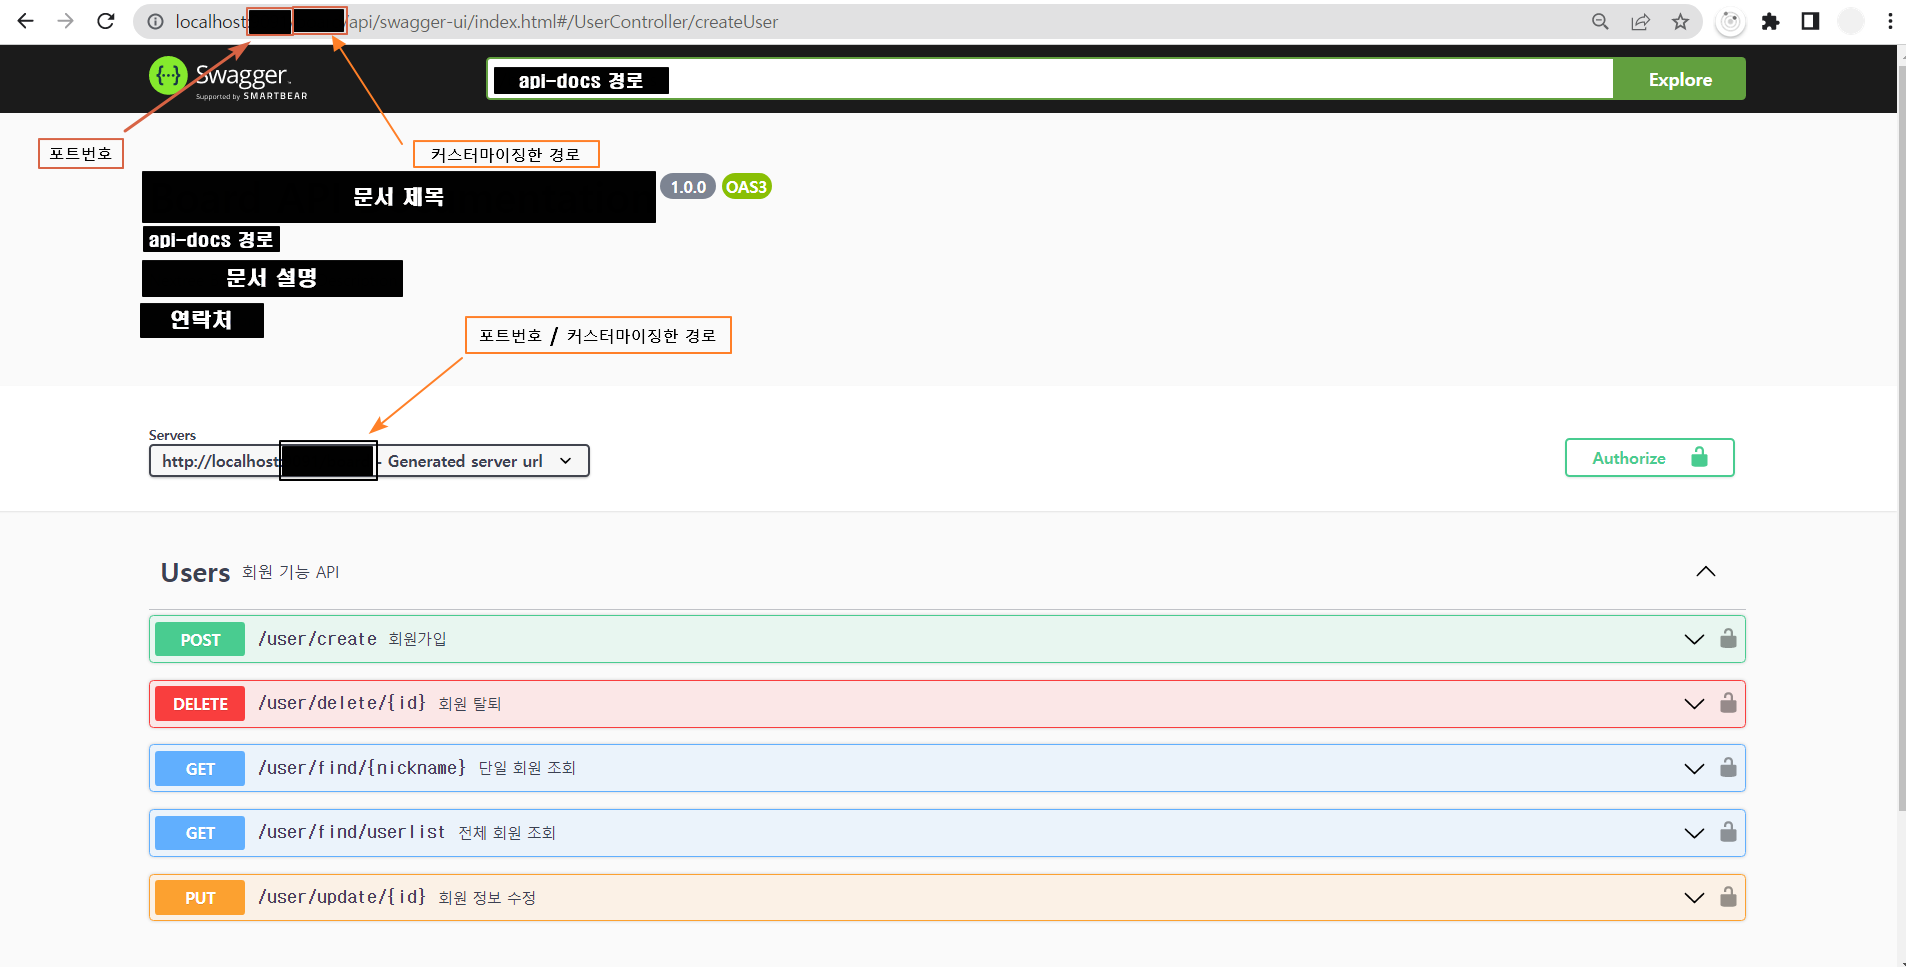 localhost: /api/swagger-ui/index.html#/UserController/createUser
Swagger
Supported by SMARTBEAR
api-docs 경로
Explore
포트번호
커스터마이징한 경로
문서 제목
1.0.0
OAS3
api-docs 경로
문서 설명
연락처
포트번호 / 커스터마이징한 경로
Servers
http://localhost: - Generated server url
Authorize
Users 회원 기능 API
POST /user/create 회원가입
DELETE /user/delete/{id} 회원 탈퇴
GET /user/find/{nickname} 단일 회원 조회
GET /user/find/userlist 전체 회원 조회
PUT /user/update/{id} 회원 정보 수정